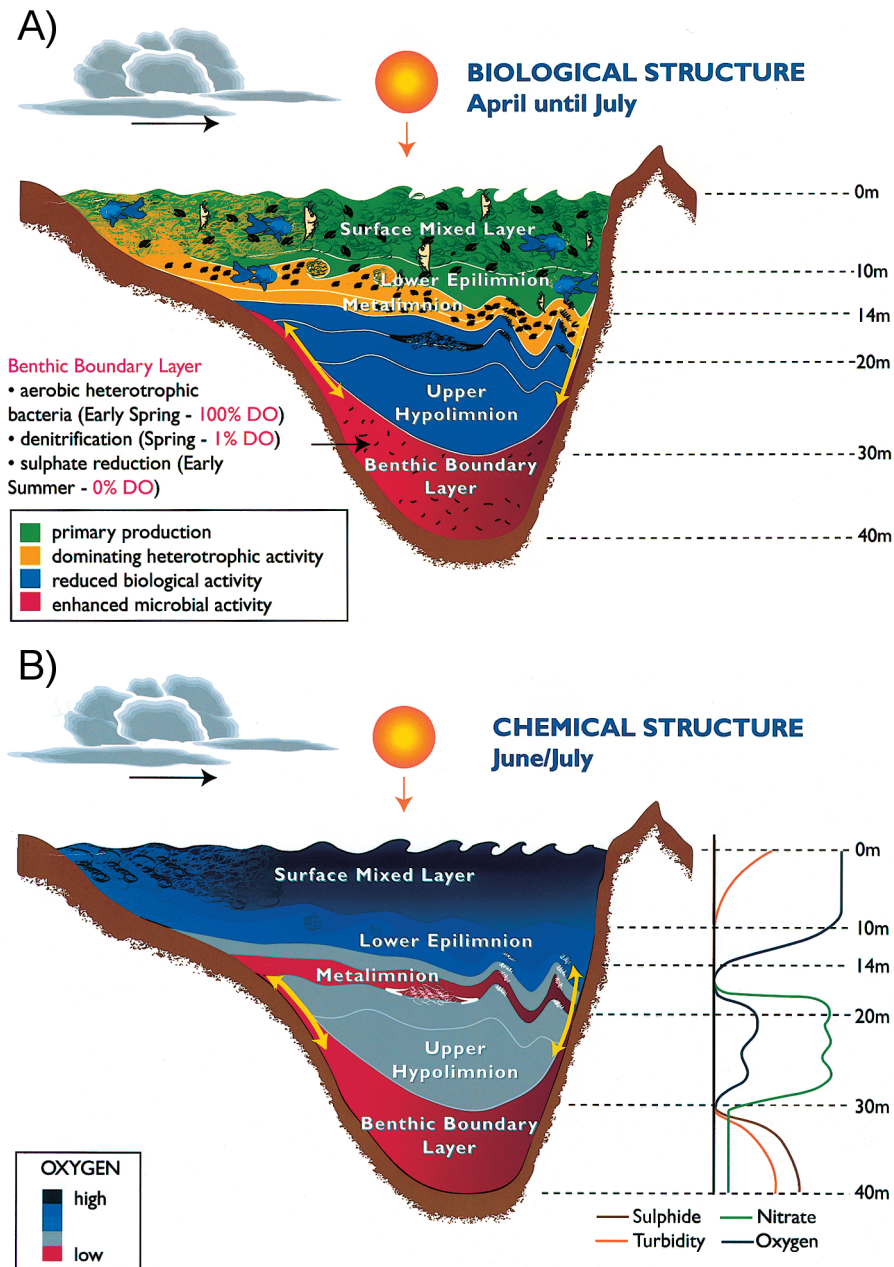 A)
BIOLOGICAL STRUCTURE
April until July
0m
Surface Mixed Layer
10m
Lower Epilimnion
Metalimnion
14m
20m
Benthic Boundary Layer
• aerobic heterotrophic
bacteria (Early Spring - 100% DO)
• denitrification (Spring - 1% DO)
• sulphate reduction (Early
Summer - 0% DO)
Upper
Hypolimnion
30m
Benthic Boundary
Layer
40m
primary production
dominating heterotrophic activity
reduced biological activity
enhanced microbial activity
B)
CHEMICAL STRUCTURE
June/July
0m
Surface Mixed Layer
10m
Lower Epilimnion
14m
Metalimnion
20m
Upper
Hypolimnion
30m
Benthic Boundary
Layer
40m
OXYGEN
high
low
Sulphide
Nitrate
Turbidity
Oxygen